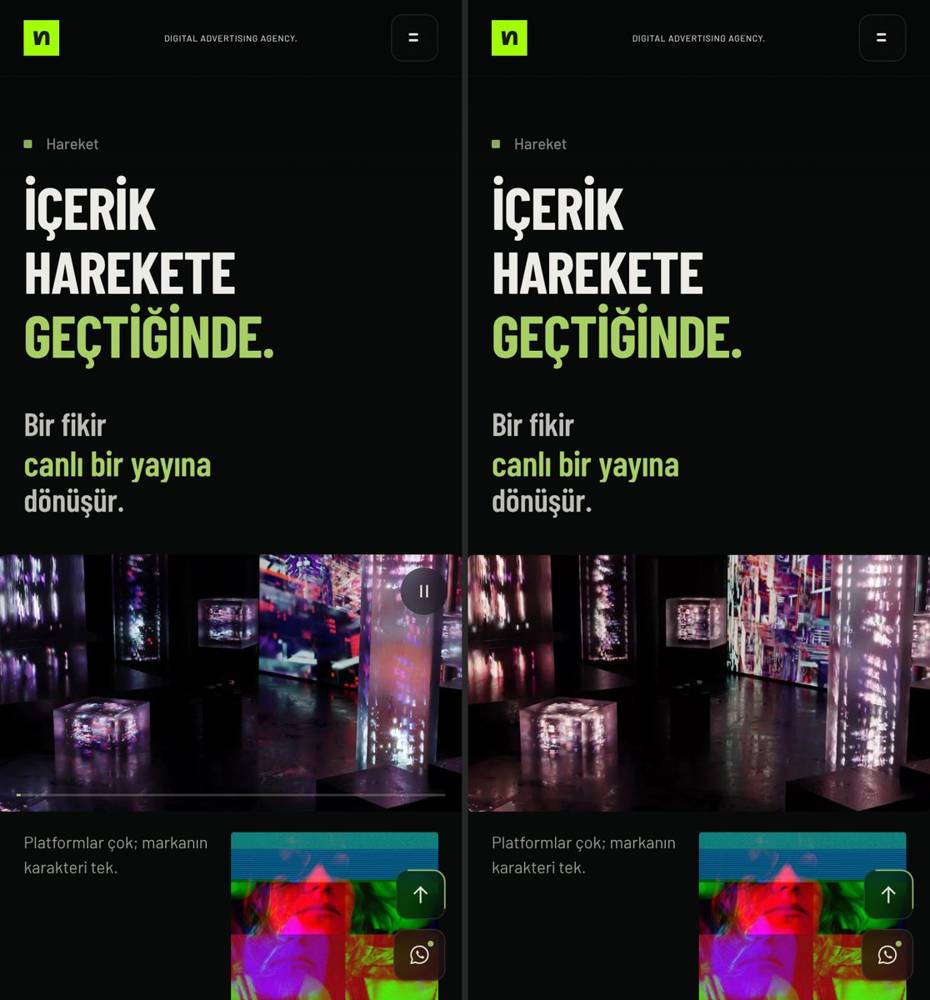 n
DIGITAL ADVERTISING AGENCY.
Hareket
İÇERİK
HAREKETE
GEÇTİĞİNDE.
Bir fikir
canlı bir yayına
dönüşür.
Platformlar çok; markanın
karakteri tek.
n
DIGITAL ADVERTISING AGENCY.
Hareket
İÇERİK
HAREKETE
GEÇTİĞİNDE.
Bir fikir
canlı bir yayına
dönüşür.
Platformlar çok; markanın
karakteri tek.